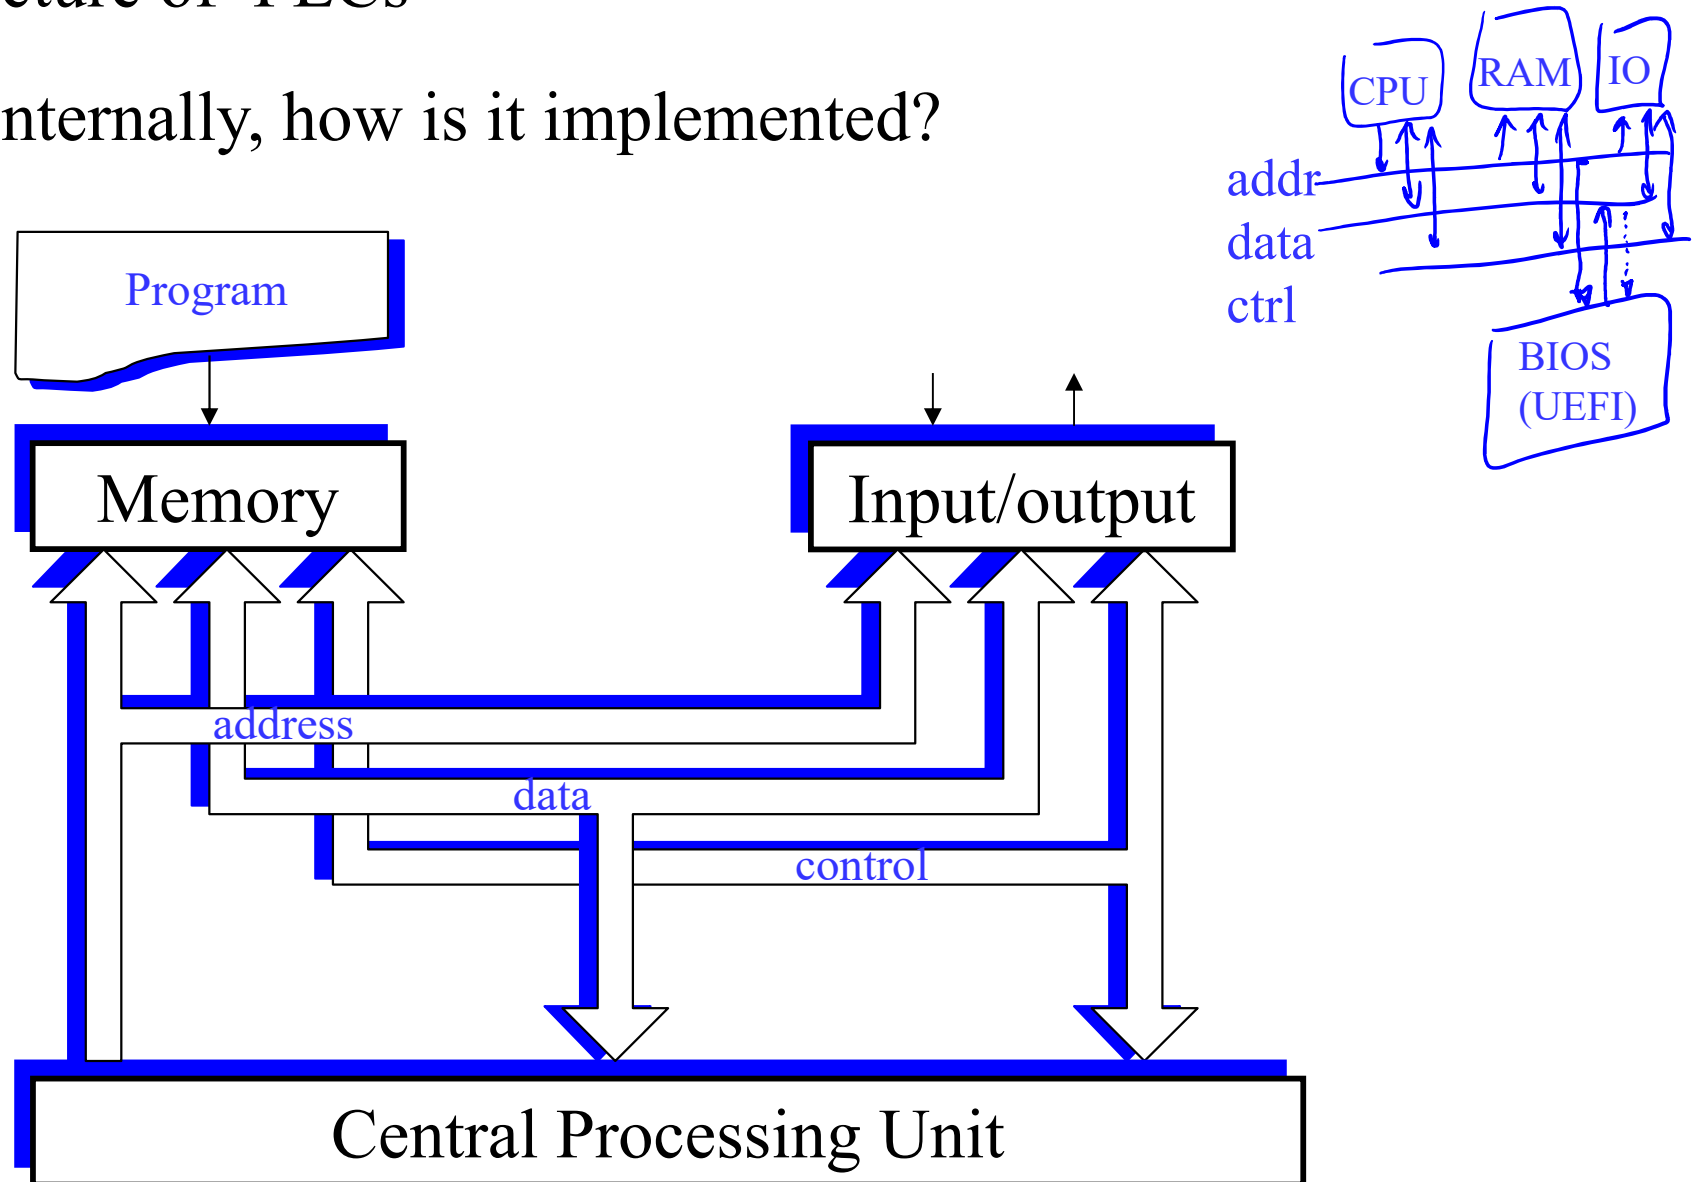 nternally, how is it implemented?
CPU
RAM
IO
addr
data
ctrl
BIOS
(UEFI)
Program
Memory
Input/output
address
data
control
Central Processing Unit